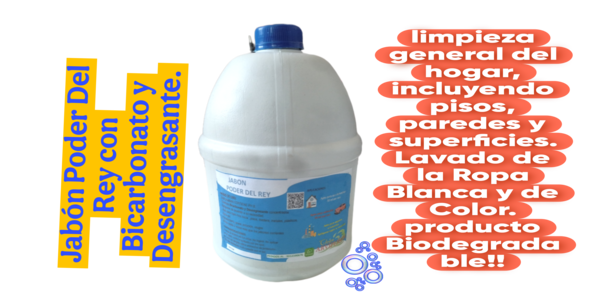 Jabón Poder Del
Rey con
Bicarbonato y
Desengrasante.
JABON
PODER DEL REY
limpieza
general del
hogar,
incluyendo
pisos,
paredes y
superficies.
Lavado de
la Ropa
Blanca y de
Color.
producto
Biodegrada
ble!!